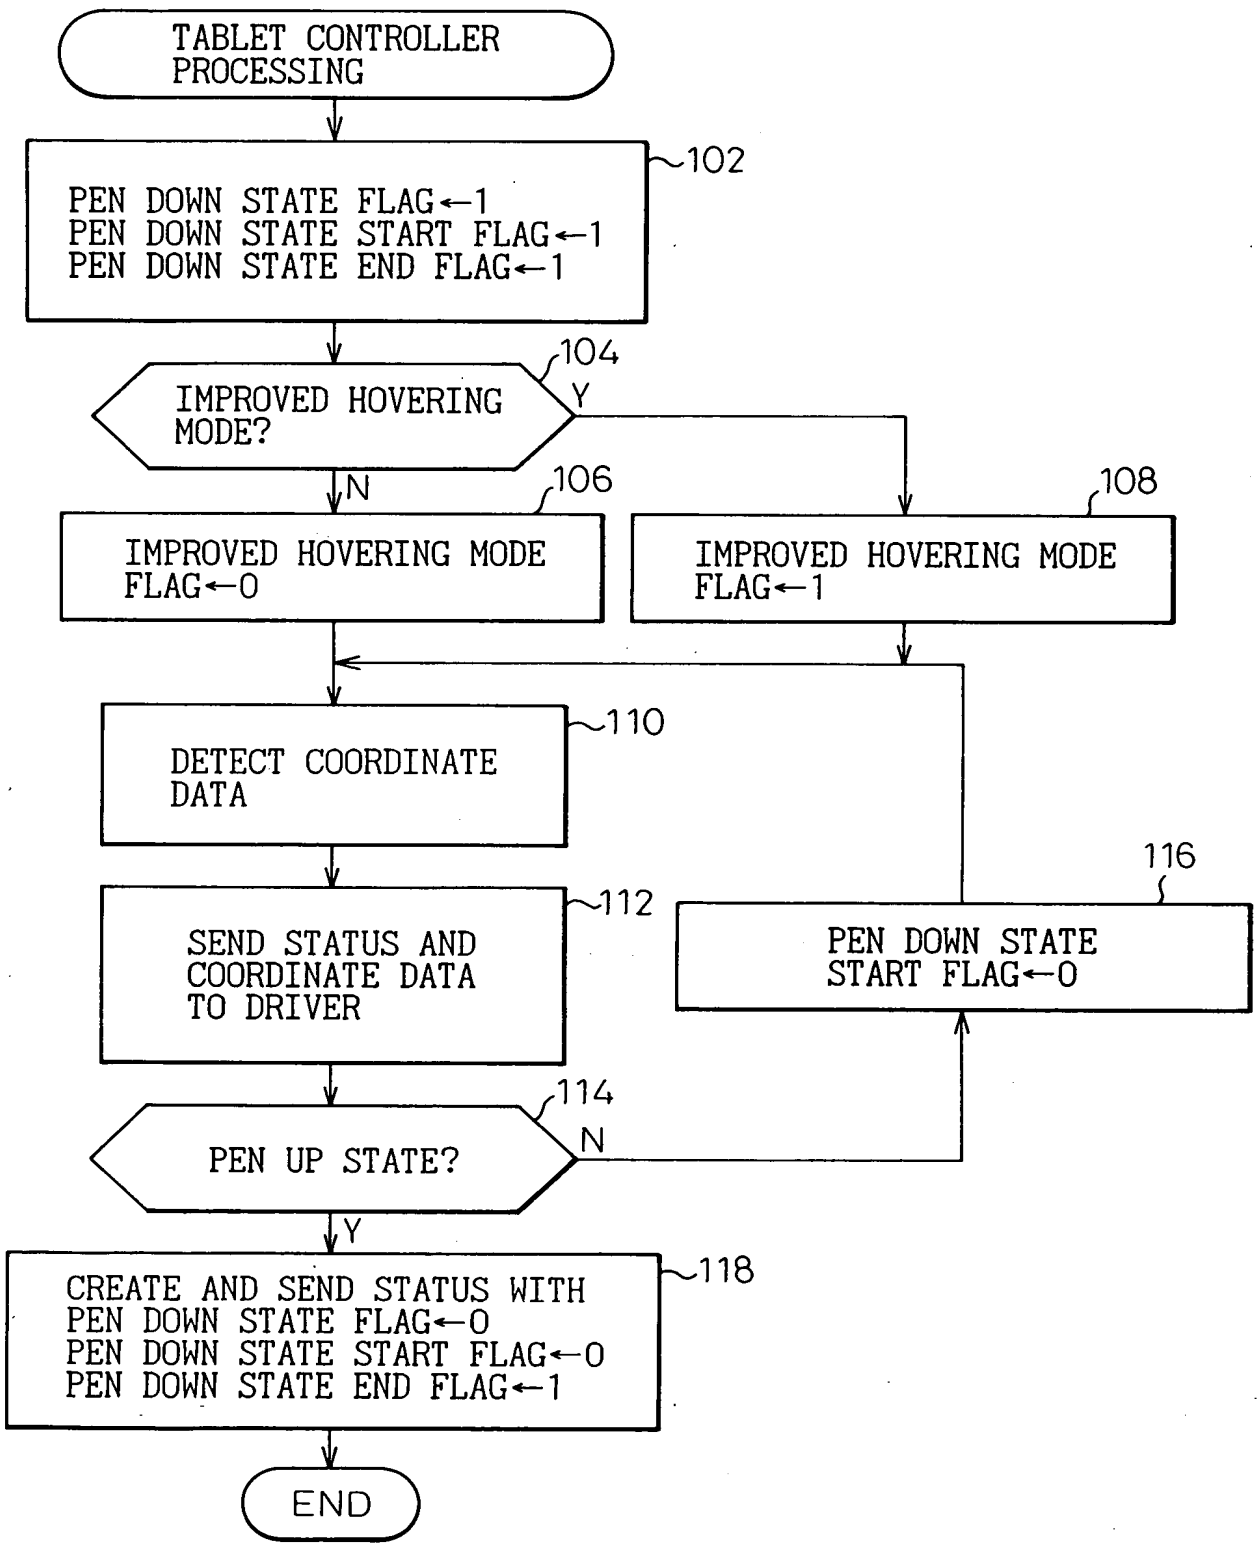 TABLET CONTROLLER
PROCESSING
102
PEN DOWN STATE FLAG←1
PEN DOWN STATE START FLAG←1
PEN DOWN STATE END FLAG←1
104
IMPROVED HOVERING
MODE?
Y
N
106
IMPROVED HOVERING MODE
FLAG←0
108
IMPROVED HOVERING MODE
FLAG←1
110
DETECT COORDINATE
DATA
112
SEND STATUS AND
COORDINATE DATA
TO DRIVER
116
PEN DOWN STATE
START FLAG←0
114
PEN UP STATE?
N
Y
118
CREATE AND SEND STATUS WITH
PEN DOWN STATE FLAG←0
PEN DOWN STATE START FLAG←0
PEN DOWN STATE END FLAG←1
END